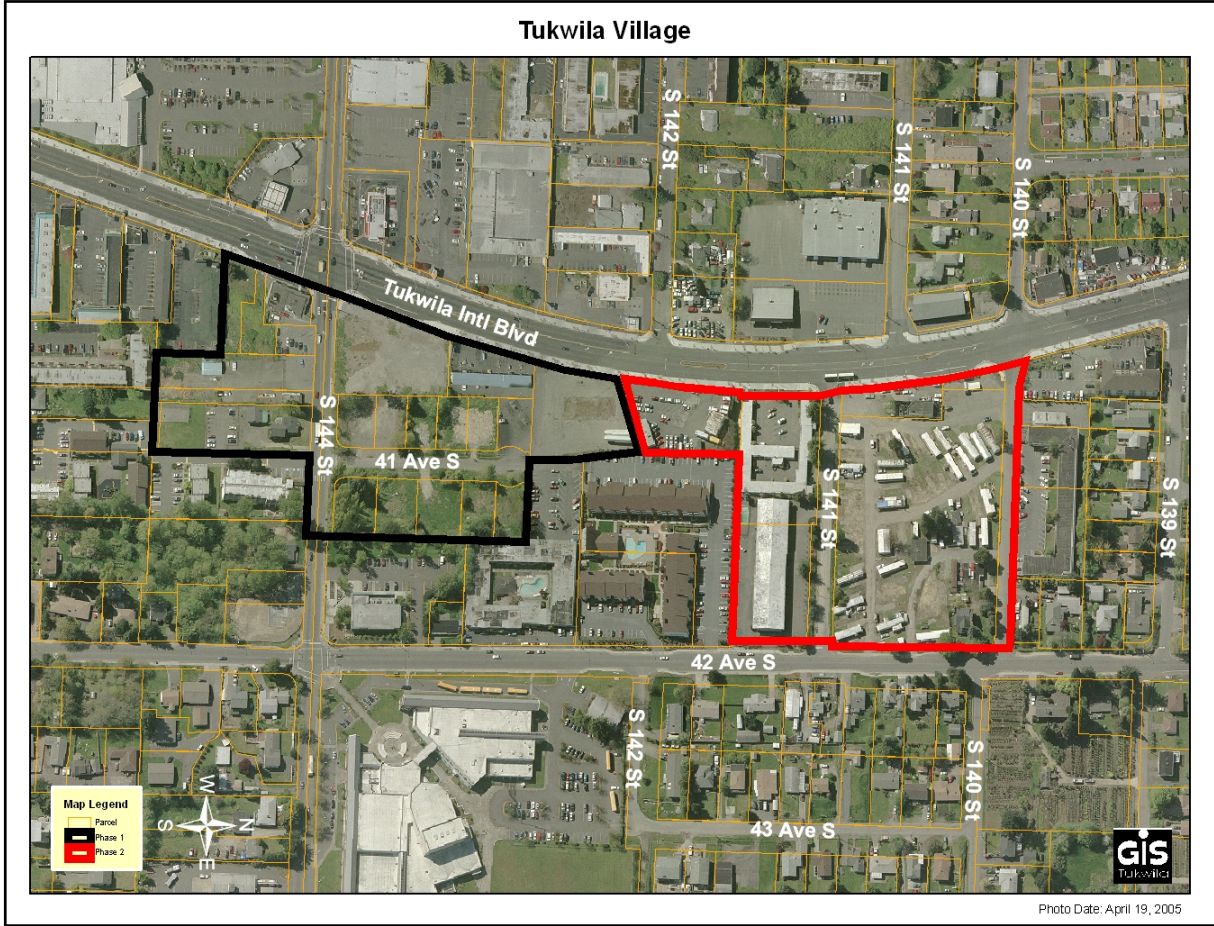 Tukwila Village
S 142 St
S 141 St
S 140 St
Tukwila Intl Blvd
S 144 St
41 Ave S
S 141 St
S 139 St
42 Ave S
S 142 St
S 140 St
43 Ave S
Map Legend
Parcel
Phase 1
Phase 2
W
S
N
E
GIS
Tukwila
Photo Date: April 19, 2005